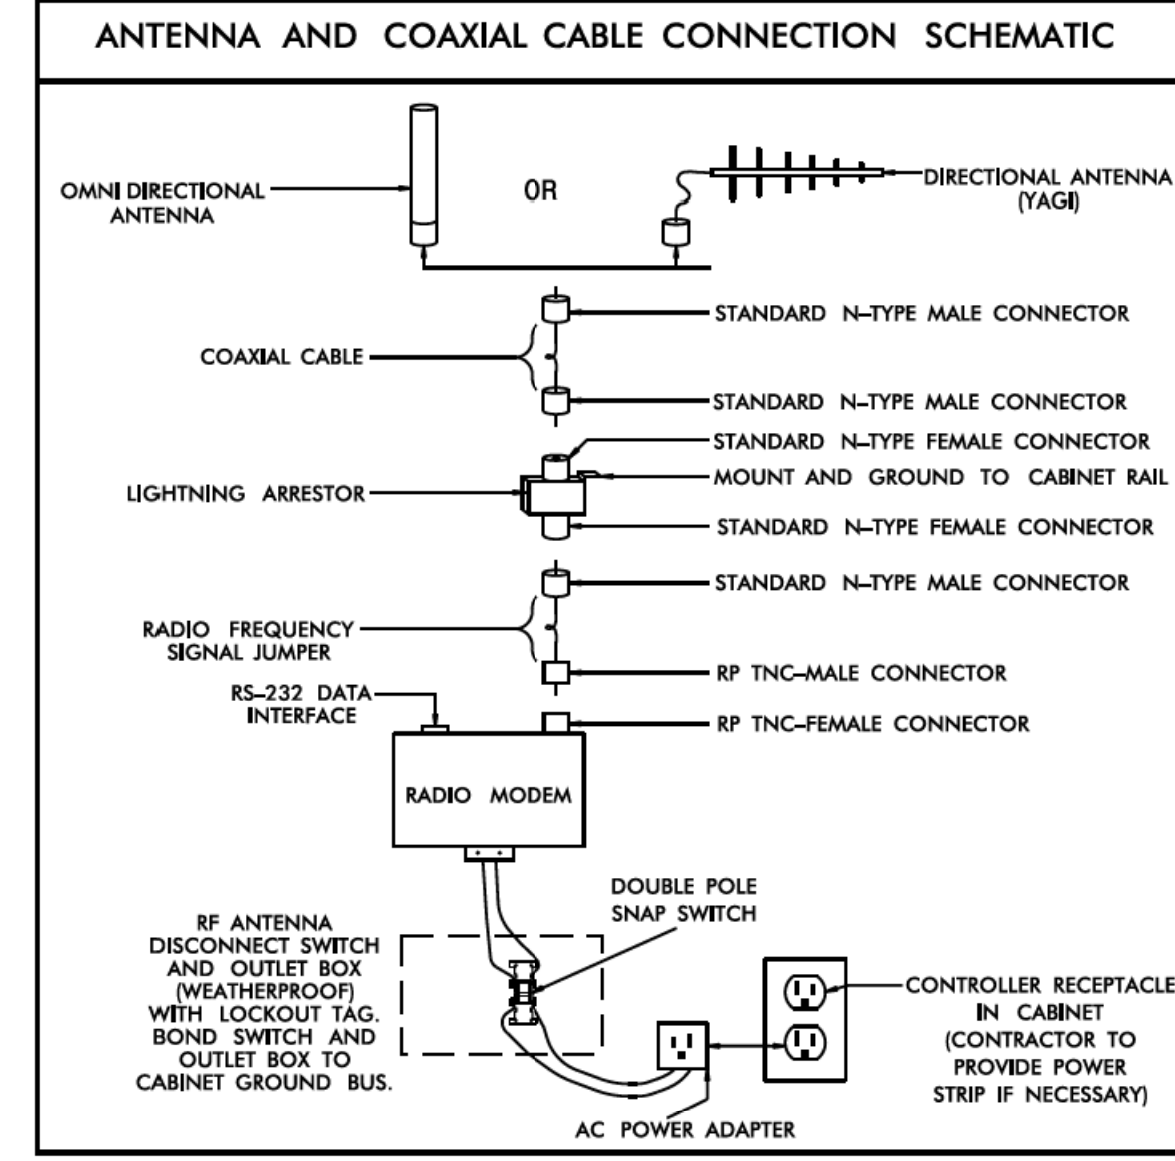 ANTENNA AND COAXIAL CABLE CONNECTION SCHEMATIC
OMNI DIRECTIONAL
ANTENNA
OR
DIRECTIONAL ANTENNA
(YAGI)
STANDARD N-TYPE MALE CONNECTOR
COAXIAL CABLE
STANDARD N-TYPE MALE CONNECTOR
STANDARD N-TYPE FEMALE CONNECTOR
MOUNT AND GROUND TO CABINET RAIL
LIGHTNING ARRESTOR
STANDARD N-TYPE FEMALE CONNECTOR
STANDARD N-TYPE MALE CONNECTOR
RADIO FREQUENCY
SIGNAL JUMPER
RP TNC-MALE CONNECTOR
RS-232 DATA
INTERFACE
RP TNC-FEMALE CONNECTOR
RADIO MODEM
DOUBLE POLE
SNAP SWITCH
RF ANTENNA
DISCONNECT SWITCH
AND OUTLET BOX
(WEATHERPROOF)
WITH LOCKOUT TAG.
BOND SWITCH AND
OUTLET BOX TO
CABINET GROUND BUS.
CONTROLLER RECEPTACLE
IN CABINET
(CONTRACTOR TO
PROVIDE POWER
STRIP IF NECESSARY)
AC POWER ADAPTER